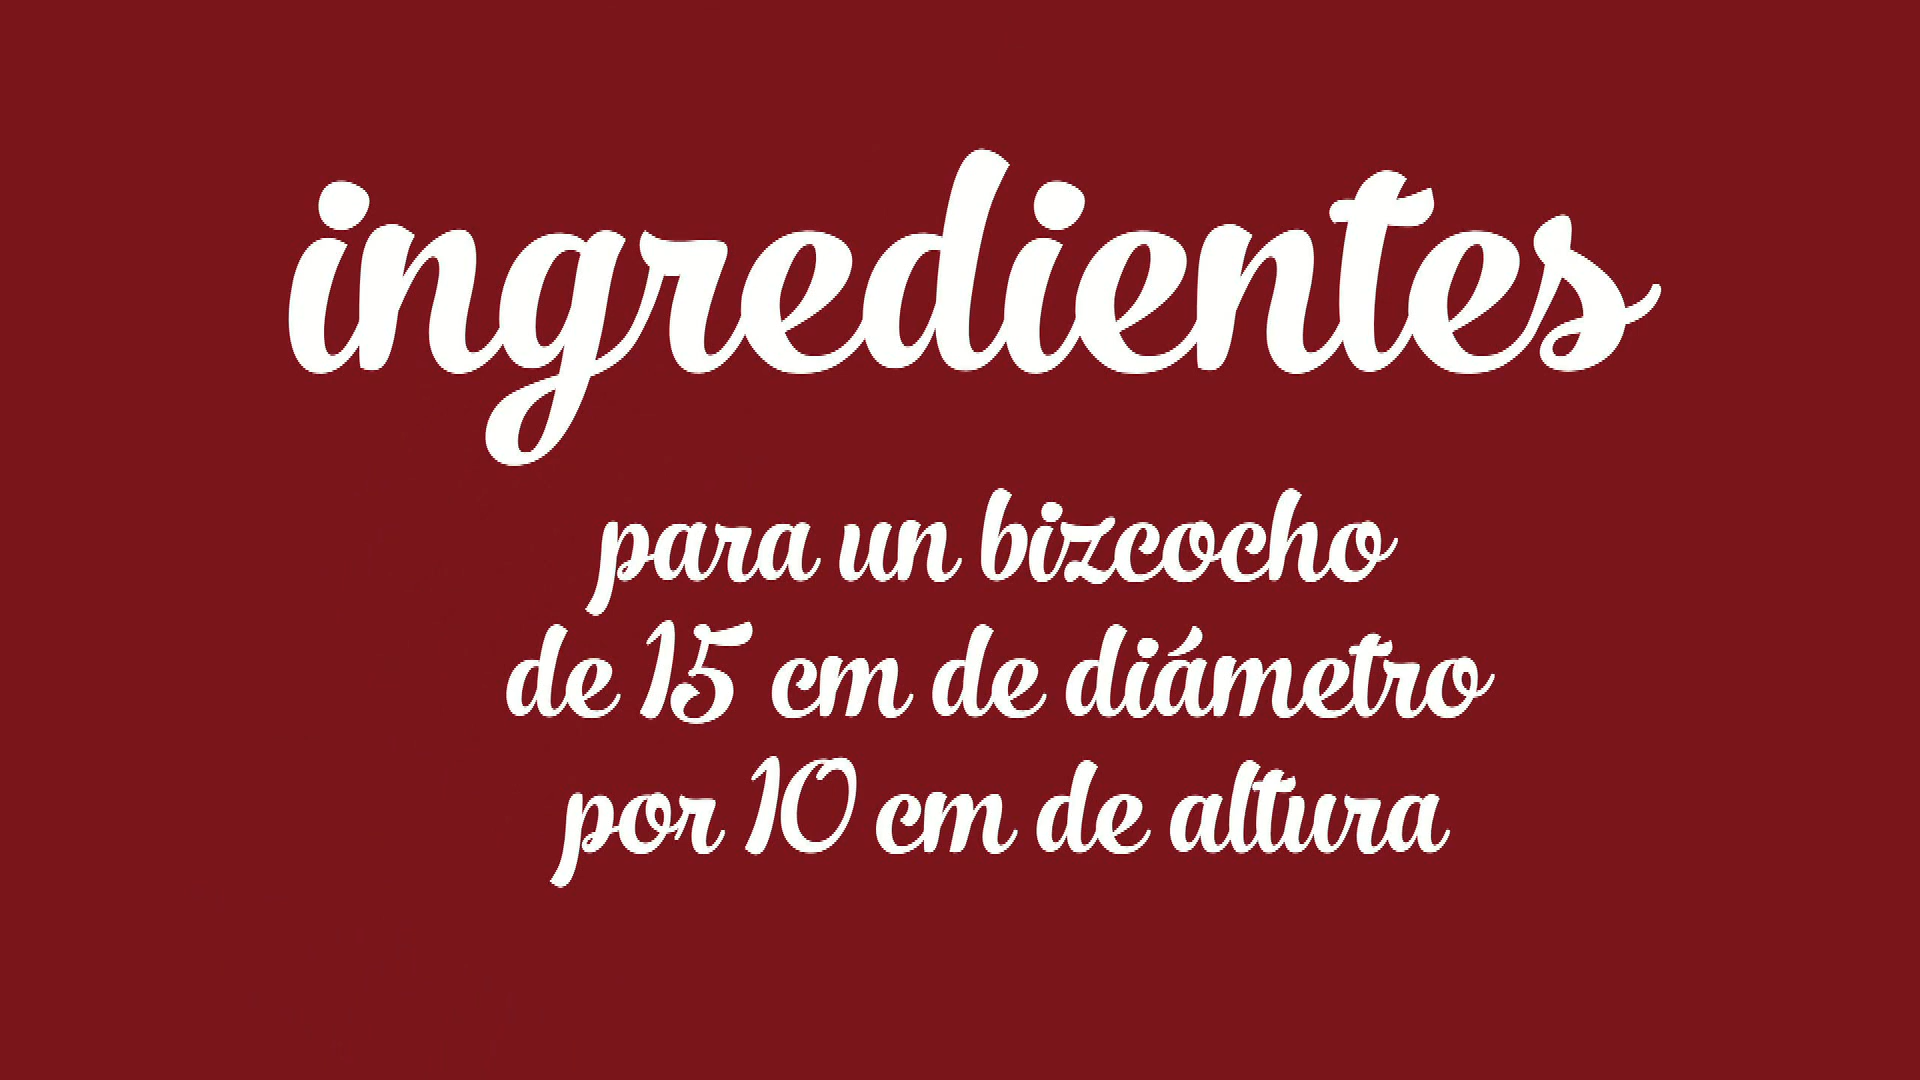 ingredientes
para un bizcocho
de 15 cm de diámetro
por 10 cm de altura